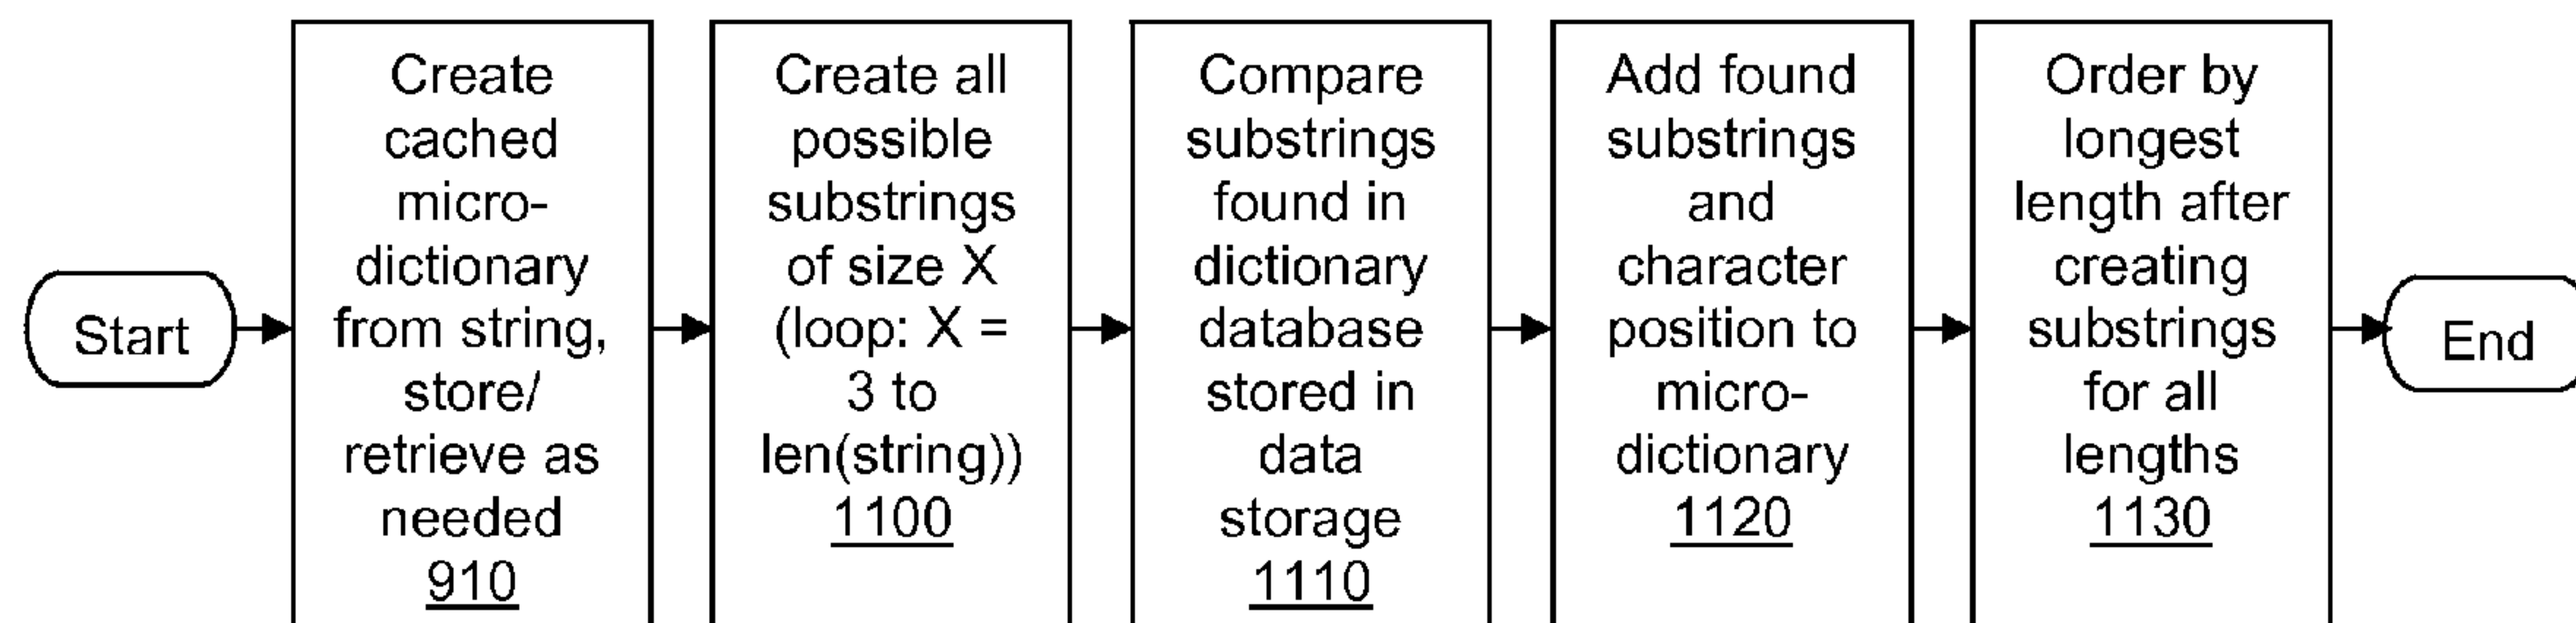 Start
Create
cached
micro-
dictionary
from string,
store/
retrieve as
needed
910
Create all
possible
substrings
of size X
(loop: X =
3 to
len(string))
1100
Compare
substrings
found in
dictionary
database
stored in
data
storage
1110
Add found
substrings
and
character
position to
micro-
dictionary
1120
Order by
longest
length after
creating
substrings
for all
lengths
1130
End